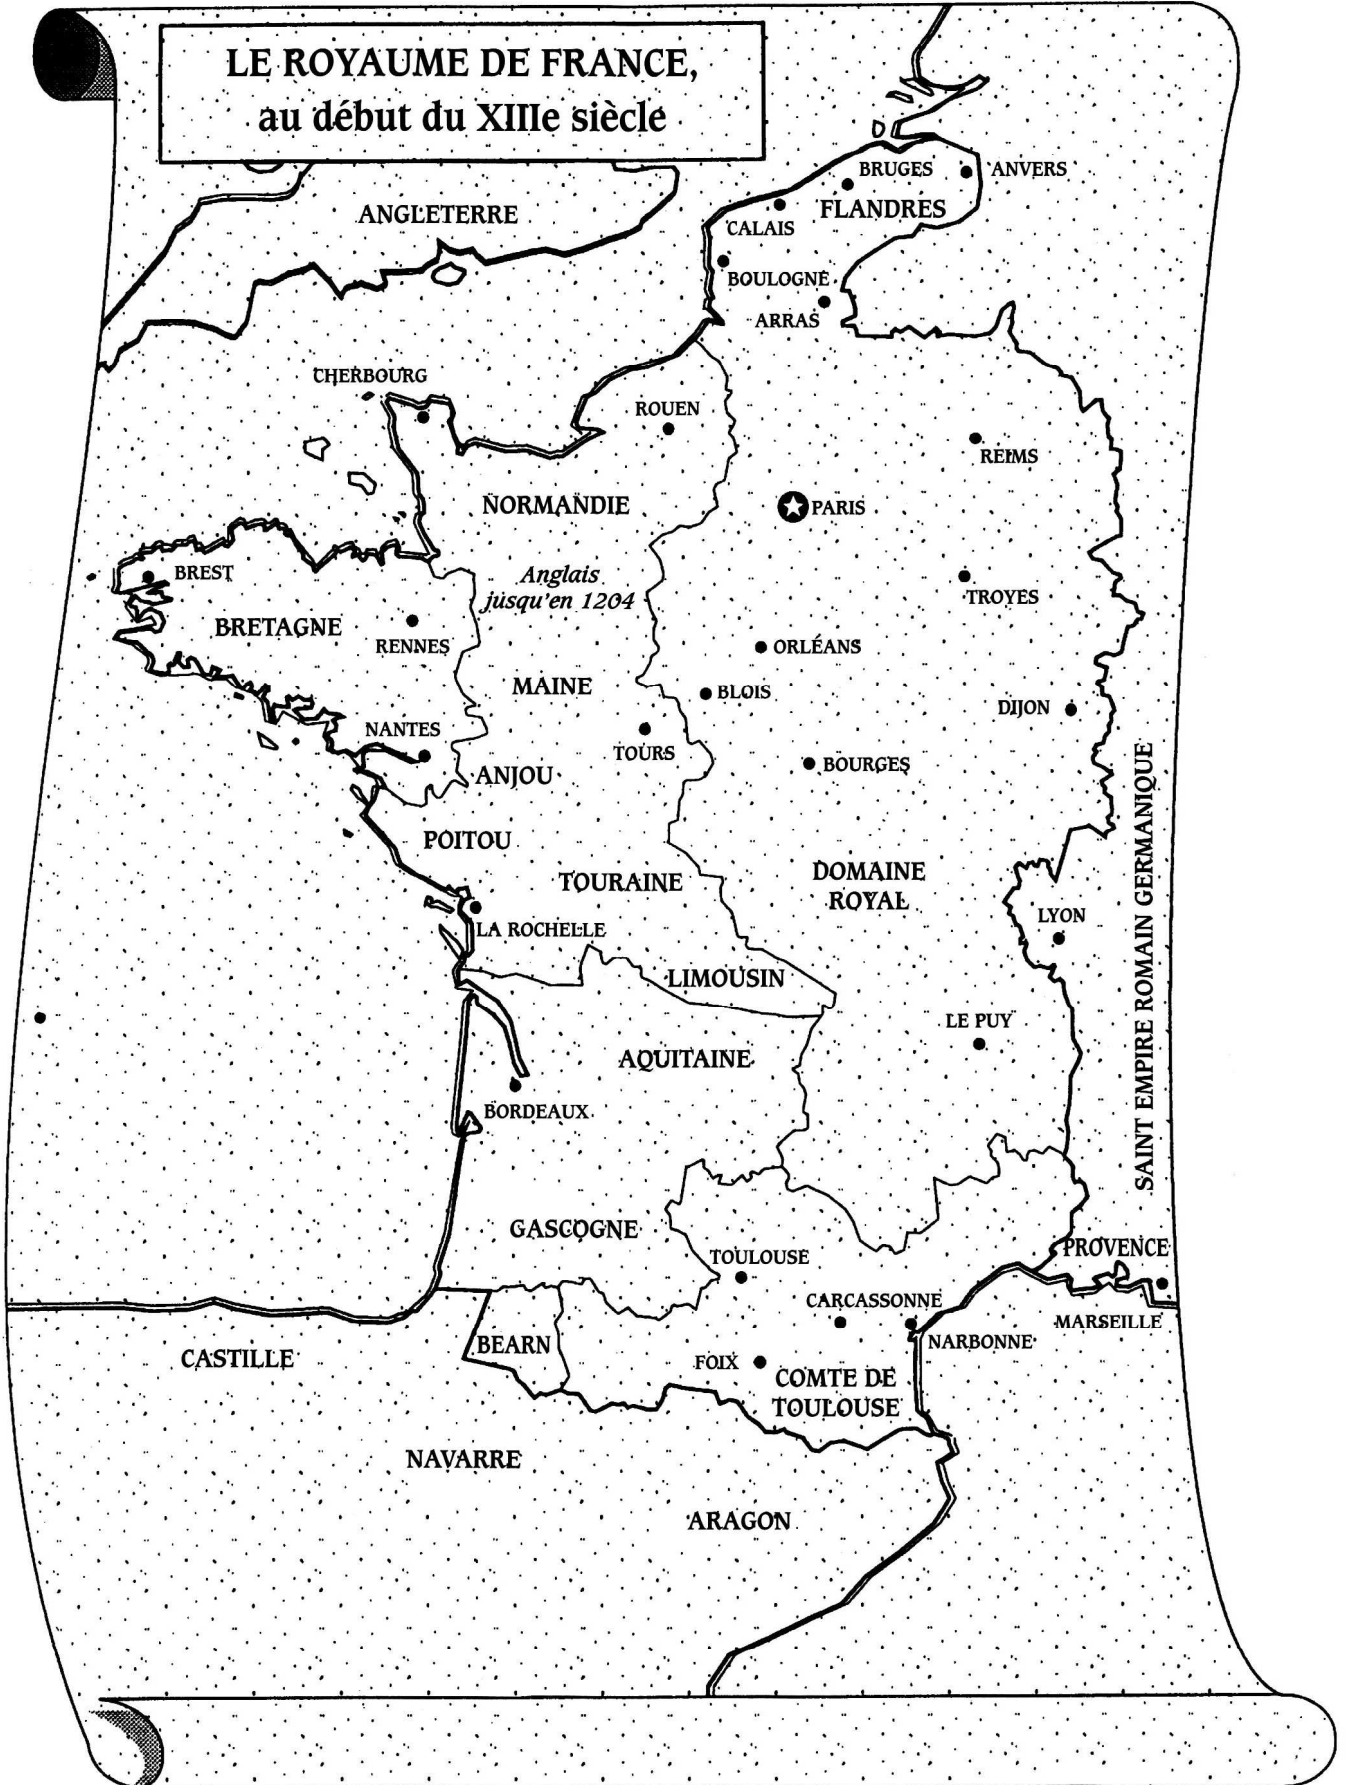 LE ROYAUME DE FRANCE,
au début du XIIIe siècle
ANGLETERRE
BRUGES
ANVERS
FLANDRES
CALAIS
BOULOGNE
ARRAS
CHERBOURG
ROUEN
REIMS
NORMANDIE
PARIS
Anglais
jusqu'en 1204
BREST
TROYES
BRETAGNE
RENNES
ORLÉANS
MAINE
BLOIS
DIJON
NANTES
TOURS
ANJOU
BOURGES
POITOU
TOURAINE
DOMAINE
ROYAL
LYON
LA ROCHELLE
LIMOUSIN
LE PUY
AQUITAINE
BORDEAUX
SAINT EMPIRE ROMAIN GERMANIQUE
GASCOGNE
TOULOUSE
PROVENCE
CARCASSONNE
MARSEILLE
NARBONNE
BEARN
CASTILLE
FOIX
COMTE DE
TOULOUSE
NAVARRE
ARAGON